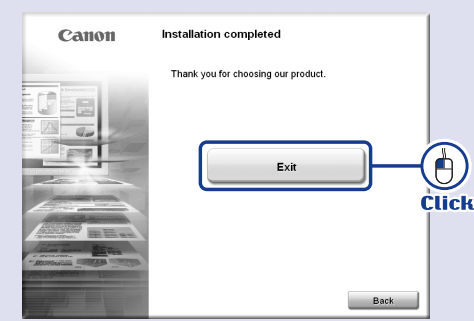 Canon
Installation completed
Thank you for choosing our product.
Exit
Click
Back